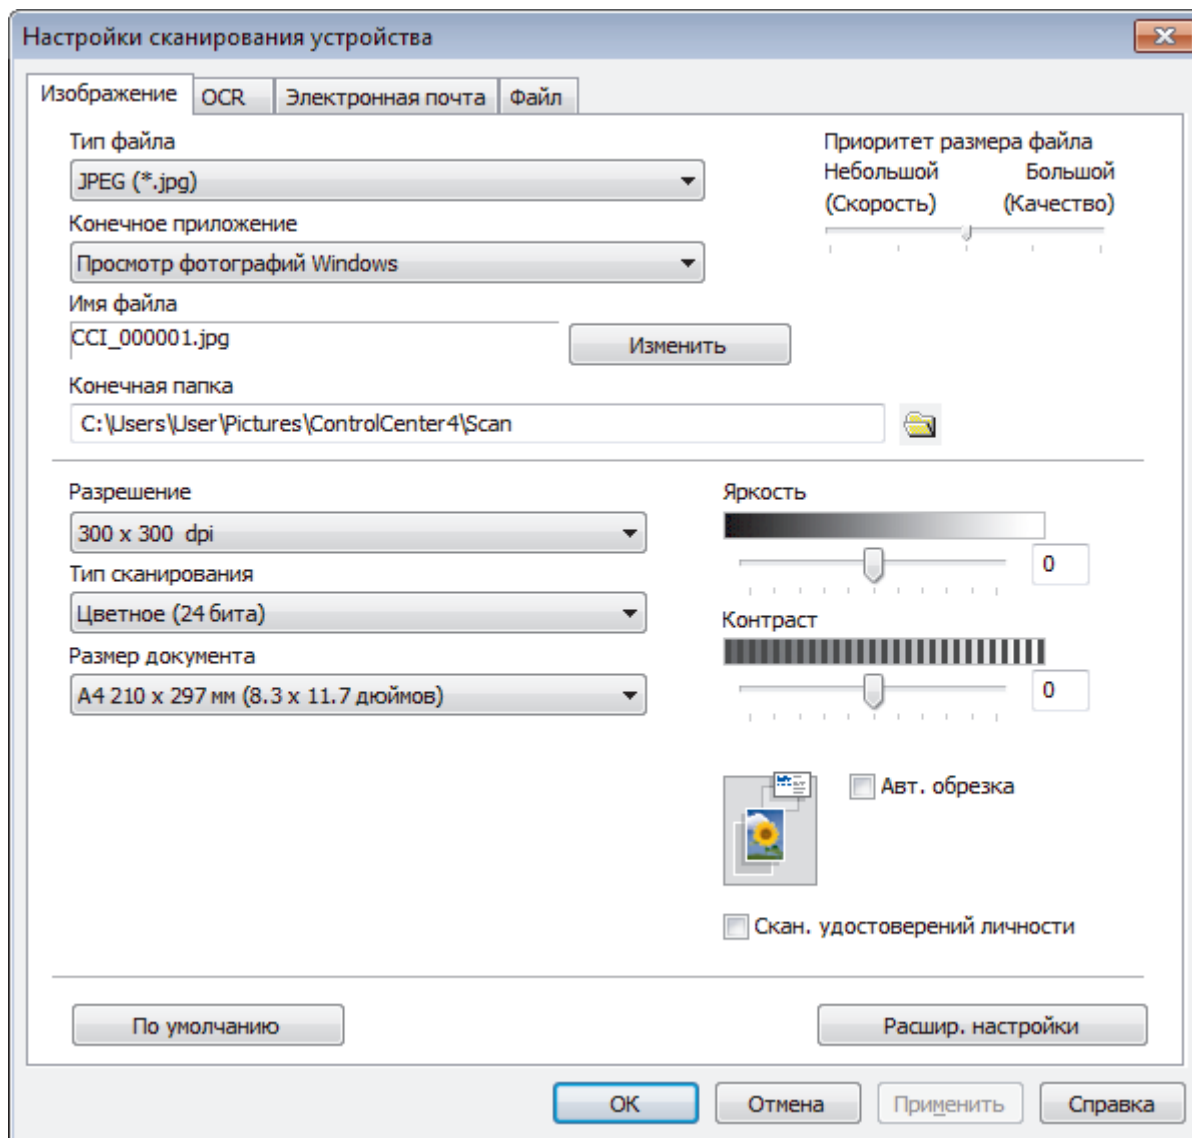 Настройки сканирования устройства
Изображение OCR Электронная почта Файл
Тип файла
JPEG (*.jpg)
Конечное приложение
Просмотр фотографий Windows
Имя файла
CCI_000001.jpg
Изменить
Конечная папка
C:\Users\User\Pictures\ControlCenter4\Scan
Приоритет размера файла
Небольшой Большой
(Скорость) (Качество)
Разрешение
300 x 300 dpi
Тип сканирования
Цветное (24 бита)
Размер документа
A4 210 x 297 мм (8.3 x 11.7 дюймов)
Яркость
0
Контраст
0
Авт. обрезка
Скан. удостоверений личности
По умолчанию
Расшир. настройки
OK Отмена Применить Справка